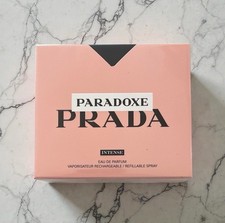 PARADOXE
PRADA
INTENSE
EAU DE PARFUM
VAPORISATEUR RECHARGEABLE / REFILLABLE SPRAY